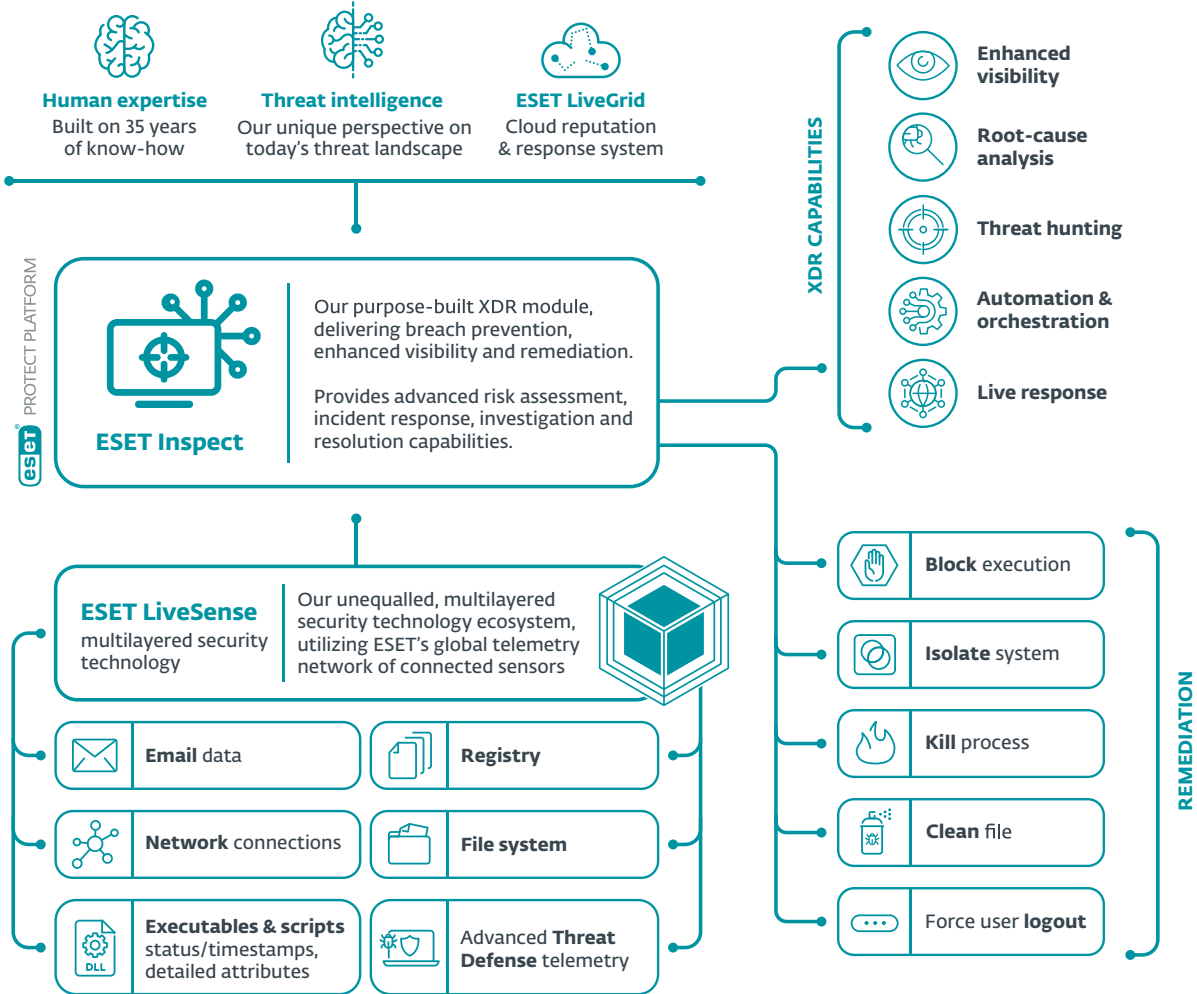 Human expertise
Built on 35 years
of know-how
Threat intelligence
Our unique perspective on
today's threat landscape
ESET LiveGrid
Cloud reputation
& response system
XDR CAPABILITIES
Enhanced
visibility
Root-cause
analysis
Threat hunting
Automation &
orchestration
Live response
eseT® PROTECT PLATFORM
ESET Inspect
Our purpose-built XDR module,
delivering breach prevention,
enhanced visibility and remediation.
Provides advanced risk assessment,
incident response, investigation and
resolution capabilities.
ESET LiveSense
multilayered security
technology
Our unequalled, multilayered
security technology ecosystem,
utilizing ESET's global telemetry
network of connected sensors
Email data
Registry
Network connections
File system
DLL
Executables & scripts
status/timestamps,
detailed attributes
Advanced Threat
Defense telemetry
REMEDIATION
Block execution
Isolate system
Kill process
Clean file
Force user logout